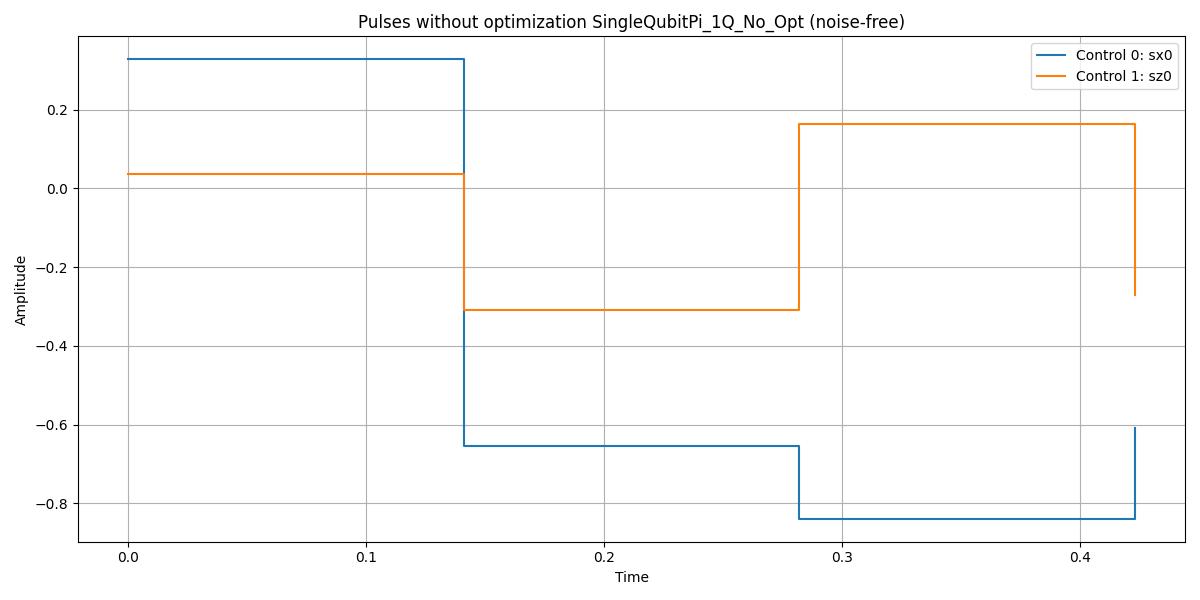 Pulses without optimization SingleQubitPi_1Q_No_Opt (noise-free)
Control 0: sx0
Control 1: sz0
Amplitude
0.2
0.0
−0.2
−0.4
−0.6
−0.8
0.0 0.1 0.2 0.3 0.4
Time